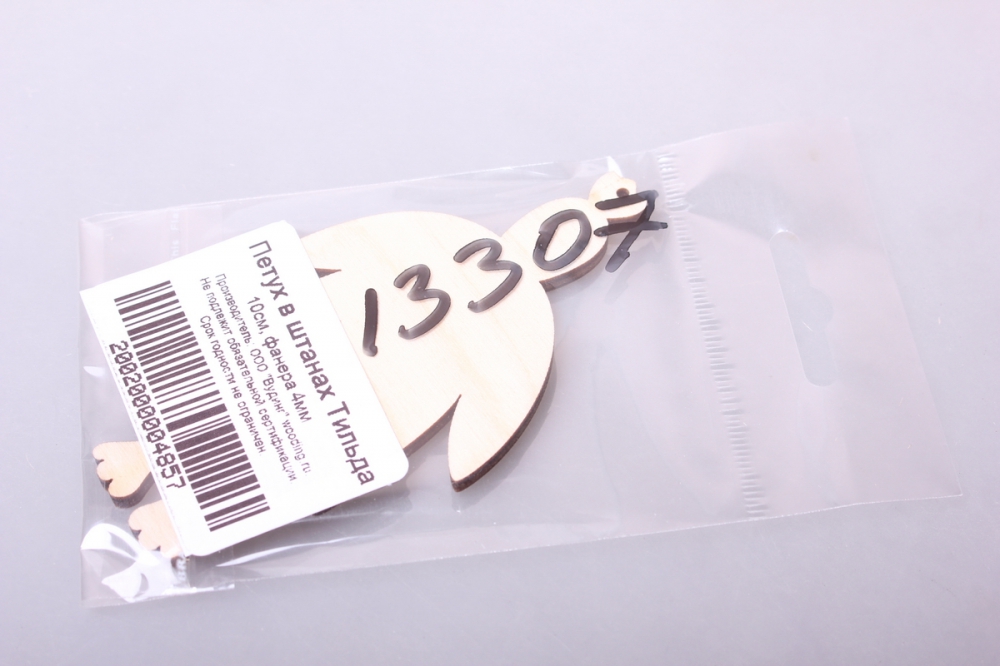 13307
Петух в штанах Тильда
10см, фанера 4мм
Производитель: ООО "Вудинг" wooding.ru
Не подлежит обязательной сертификации
Срок годности не ограничен
2002000004857